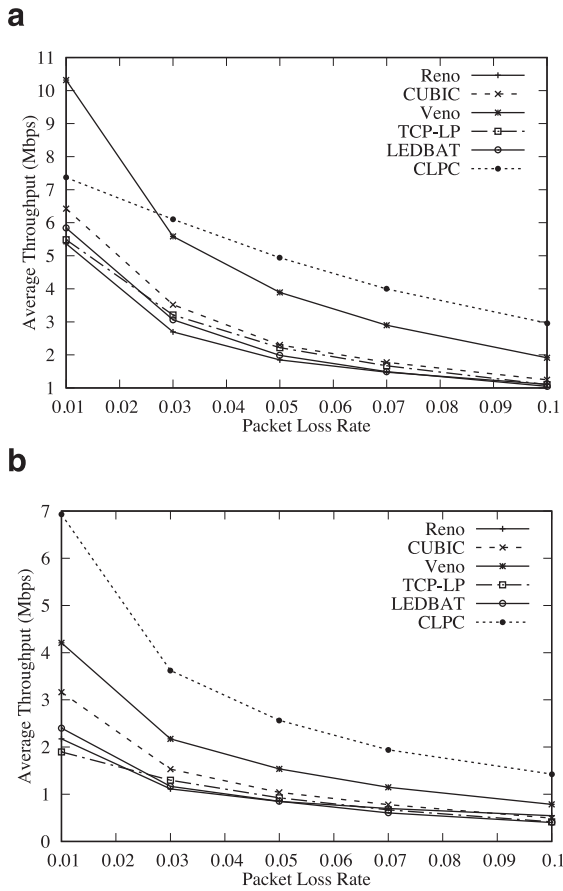 a
11
10
9
8
7
6
5
4
3
2
1
Average Throughput (Mbps)
Reno
CUBIC
Veno
TCP-LP
LEDBAT
CLPC
0.01 0.02 0.03 0.04 0.05 0.06 0.07 0.08 0.09 0.1
Packet Loss Rate
b
7
6
5
4
3
2
1
0
Average Throughput (Mbps)
Reno
CUBIC
Veno
TCP-LP
LEDBAT
CLPC
0.01 0.02 0.03 0.04 0.05 0.06 0.07 0.08 0.09 0.1
Packet Loss Rate